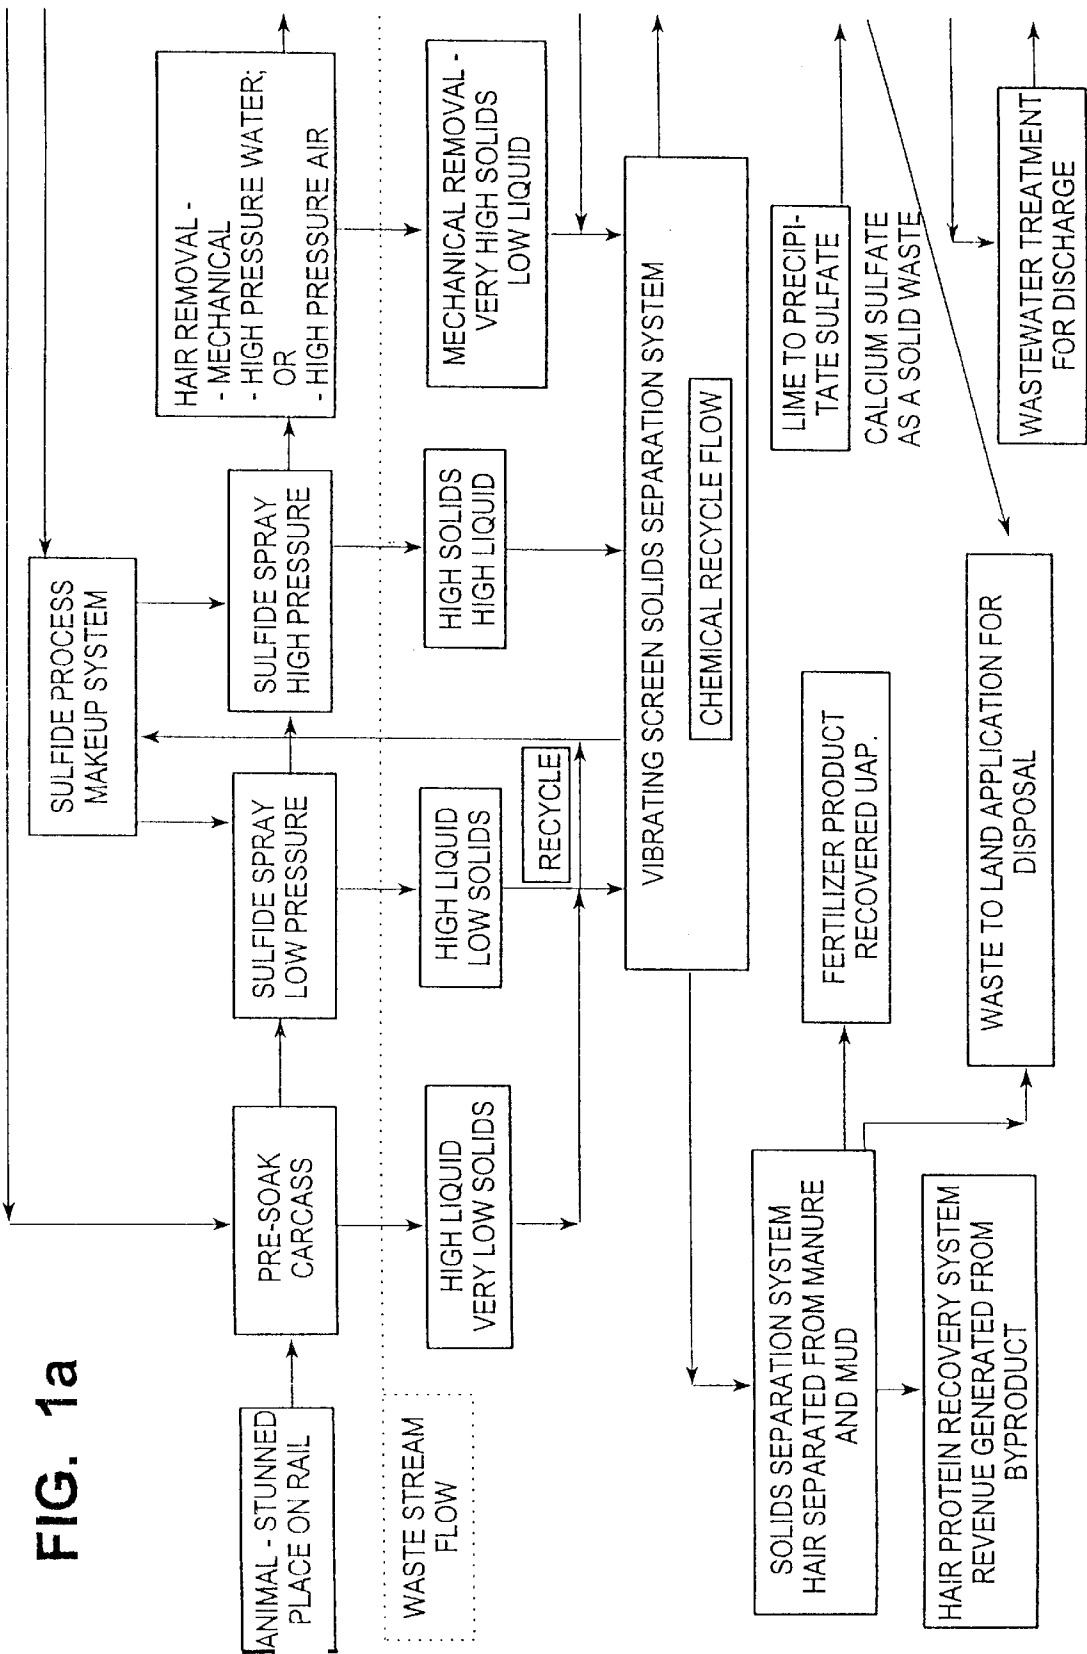 FIG. 1a
SULFIDE PROCESS
MAKEUP SYSTEM
ANIMAL - STUNNED
PLACE ON RAIL
PRE-SOAK
CARCASS
SULFIDE SPRAY
LOW PRESSURE
SULFIDE SPRAY
HIGH PRESSURE
HAIR REMOVAL -
- MECHANICAL
- HIGH PRESSURE WATER;
OR
- HIGH PRESSURE AIR
WASTE STREAM
FLOW
HIGH LIQUID
VERY LOW SOLIDS
HIGH LIQUID
LOW SOLIDS
HIGH SOLIDS
HIGH LIQUID
MECHANICAL REMOVAL -
VERY HIGH SOLIDS
LOW LIQUID
RECYCLE
VIBRATING SCREEN SOLIDS SEPARATION SYSTEM
CHEMICAL RECYCLE FLOW
SOLIDS SEPARATION SYSTEM
HAIR SEPARATED FROM MANURE
AND MUD
FERTILIZER PRODUCT
RECOVERED UAP.
LIME TO PRECIPI-
TATE SULFATE
CALCIUM SULFATE
AS A SOLID WASTE
HAIR PROTEIN RECOVERY SYSTEM
REVENUE GENERATED FROM
BYPRODUCT
WASTE TO LAND APPLICATION FOR
DISPOSAL
WASTEWATER TREATMENT
FOR DISCHARGE